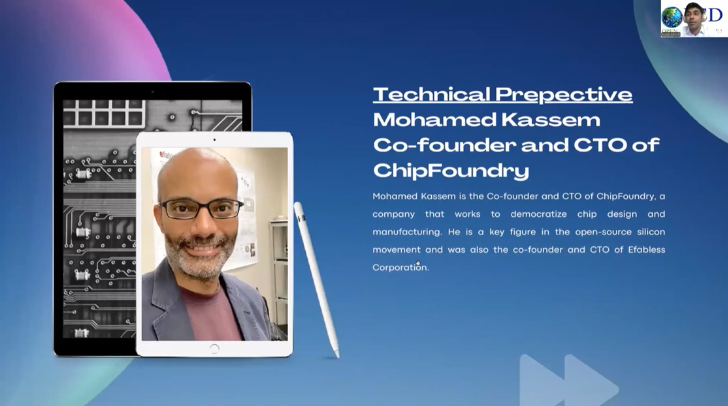 Technical Prepective
Mohamed Kassem
Co-founder and CTO of
ChipFoundry
Mohamed Kassem is the Co-founder and CTO of ChipFoundry, a
company that works to democratize chip design and
manufacturing. He is a key figure in the open-source silicon
movement and was also the co-founder and CTO of Efabless
Corporation.